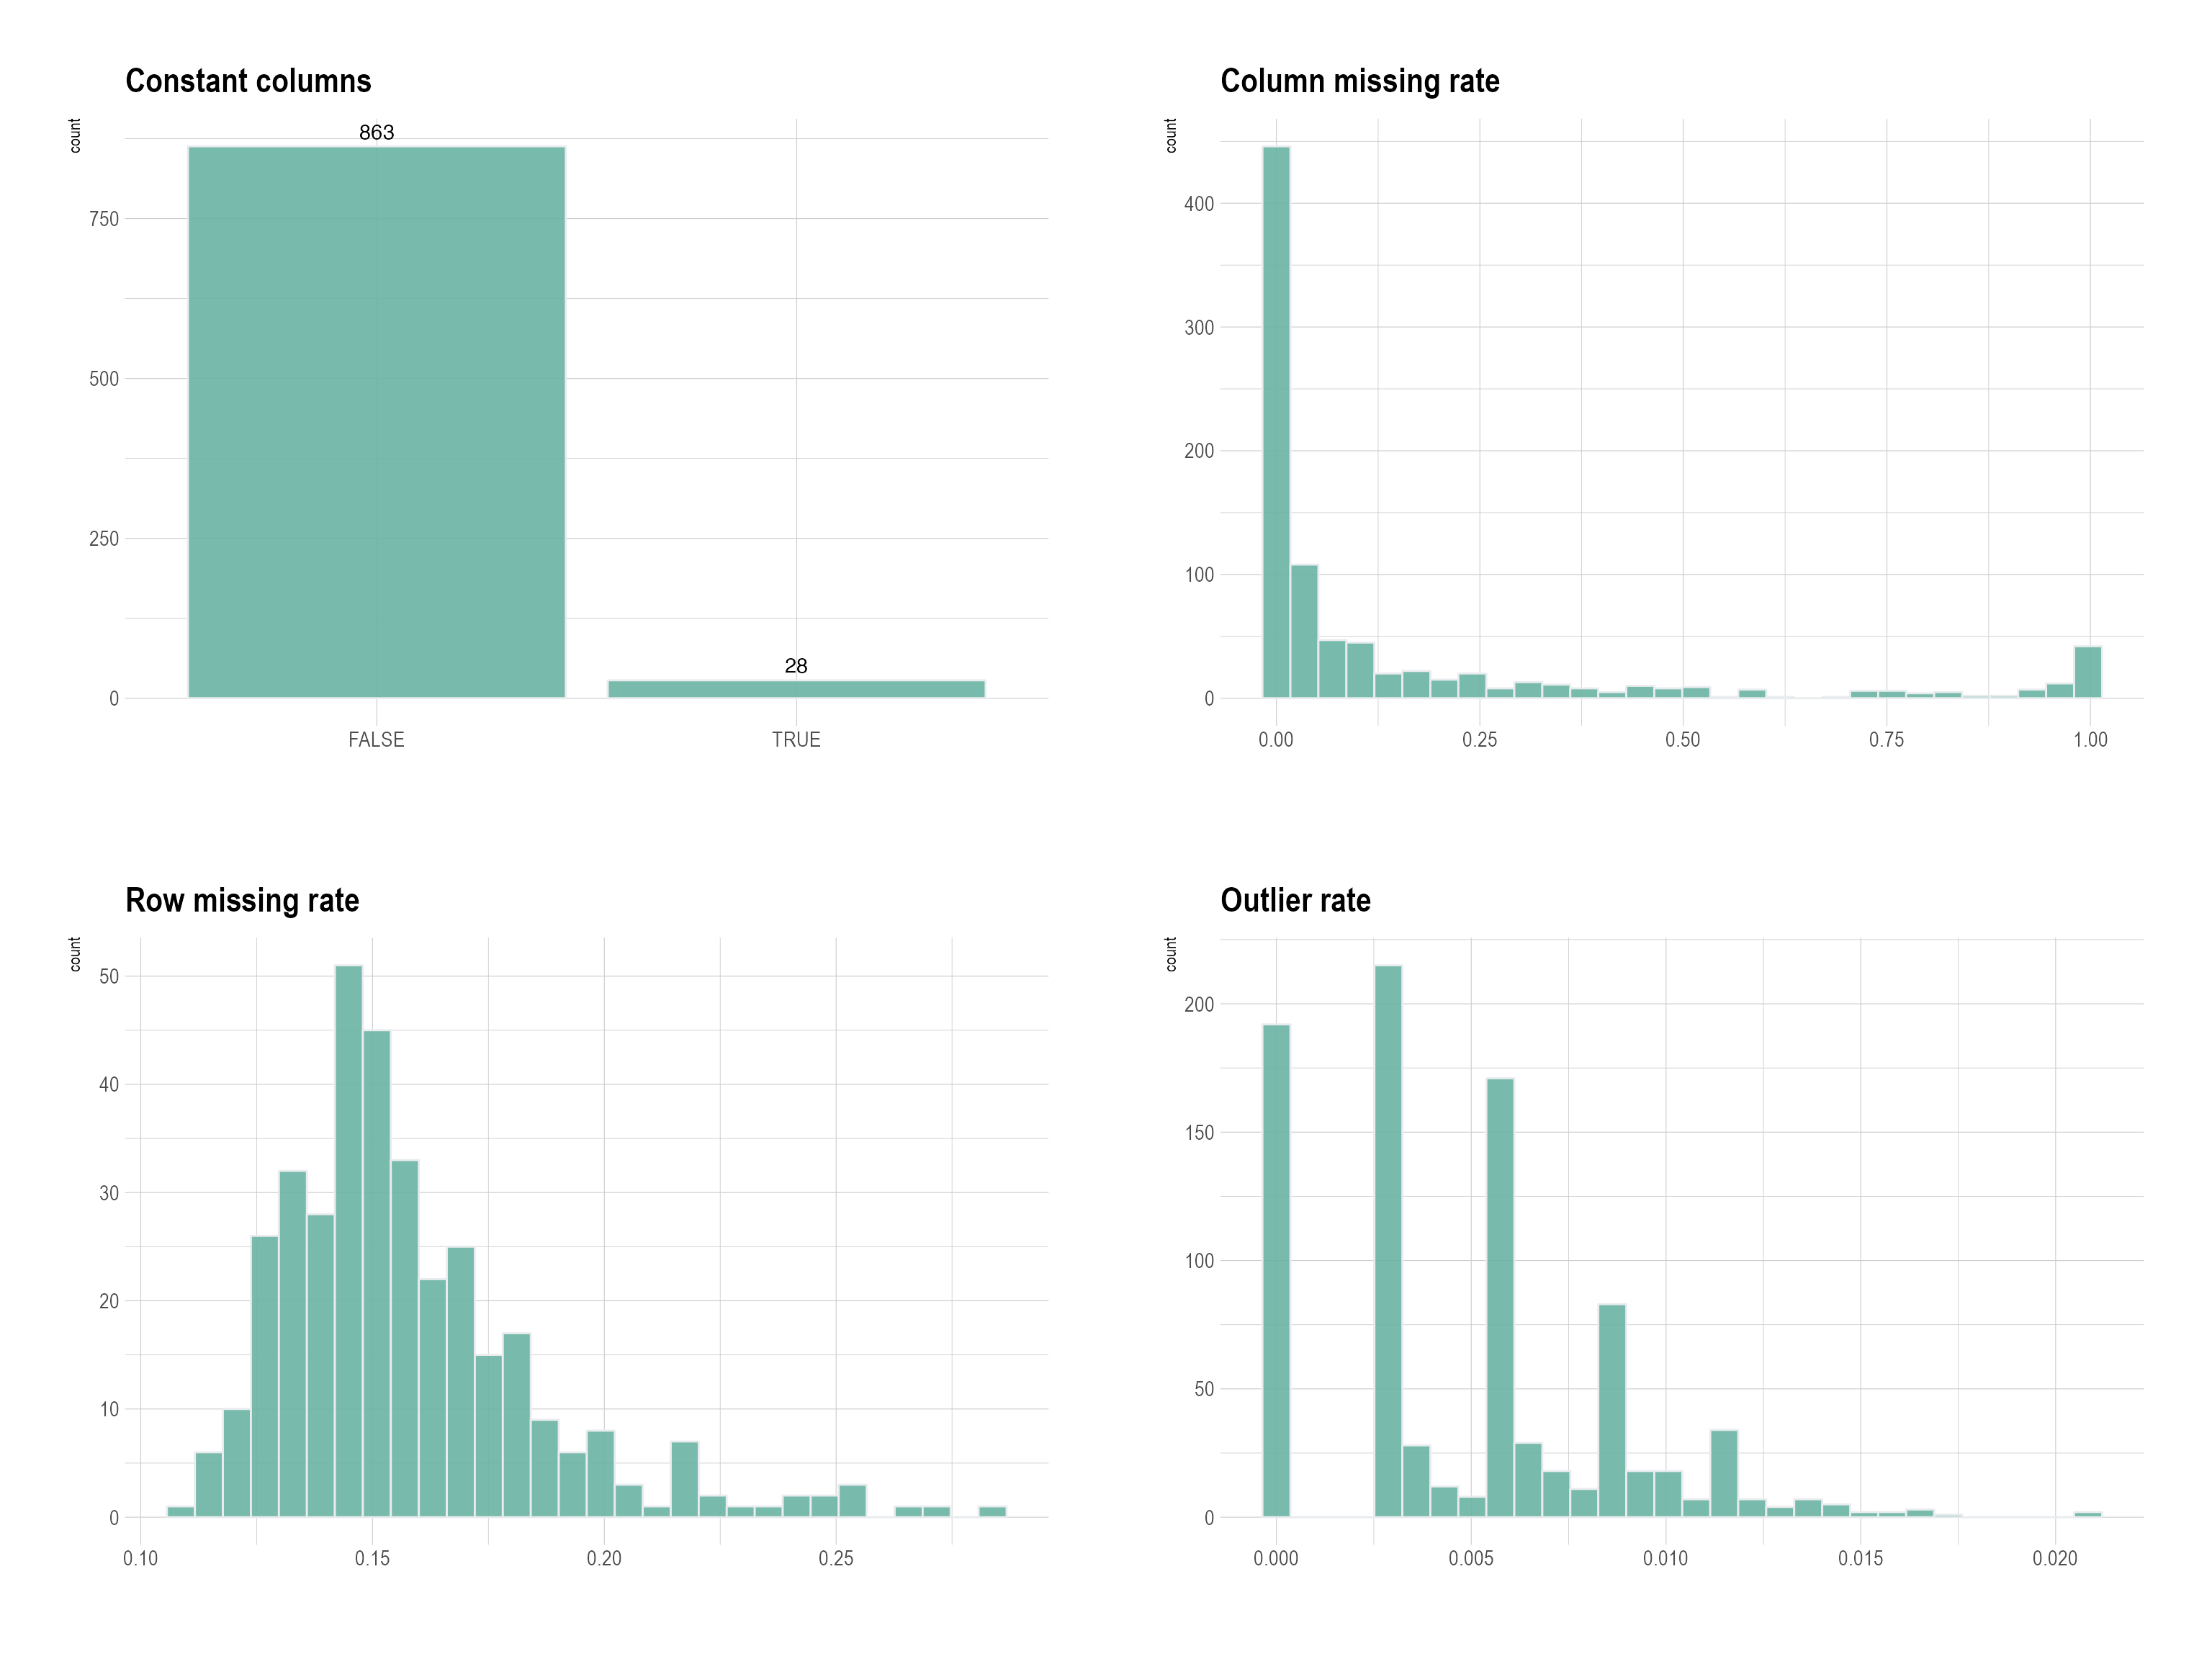 Constant columns
count
863
28
750
500
250
0
FALSE TRUE
Column missing rate
count
400
300
200
100
0
0.00 0.25 0.50 0.75 1.00
Row missing rate
count
50
40
30
20
10
0
0.10 0.15 0.20 0.25
Outlier rate
count
200
150
100
50
0
0.000 0.005 0.010 0.015 0.020